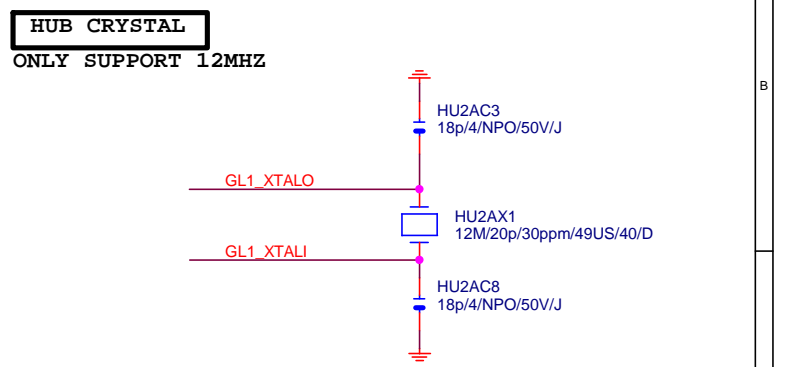 HUB CRYSTAL
ONLY SUPPORT 12MHZ
B
HU2AC3
18p/4/NPO/50V/J
GL1_XTALO
HU2AX1
12M/20p/30ppm/49US/40/D
GL1_XTALI
HU2AC8
18p/4/NPO/50V/J